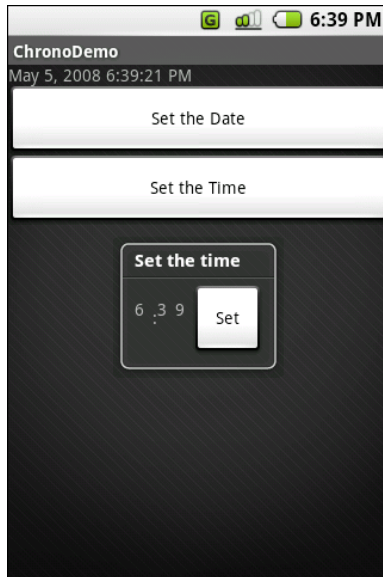 G 6:39 PM
ChronoDemo
May 5, 2008 6:39:21 PM
Set the Date
Set the Time
Set the time
6 :3 9 Set